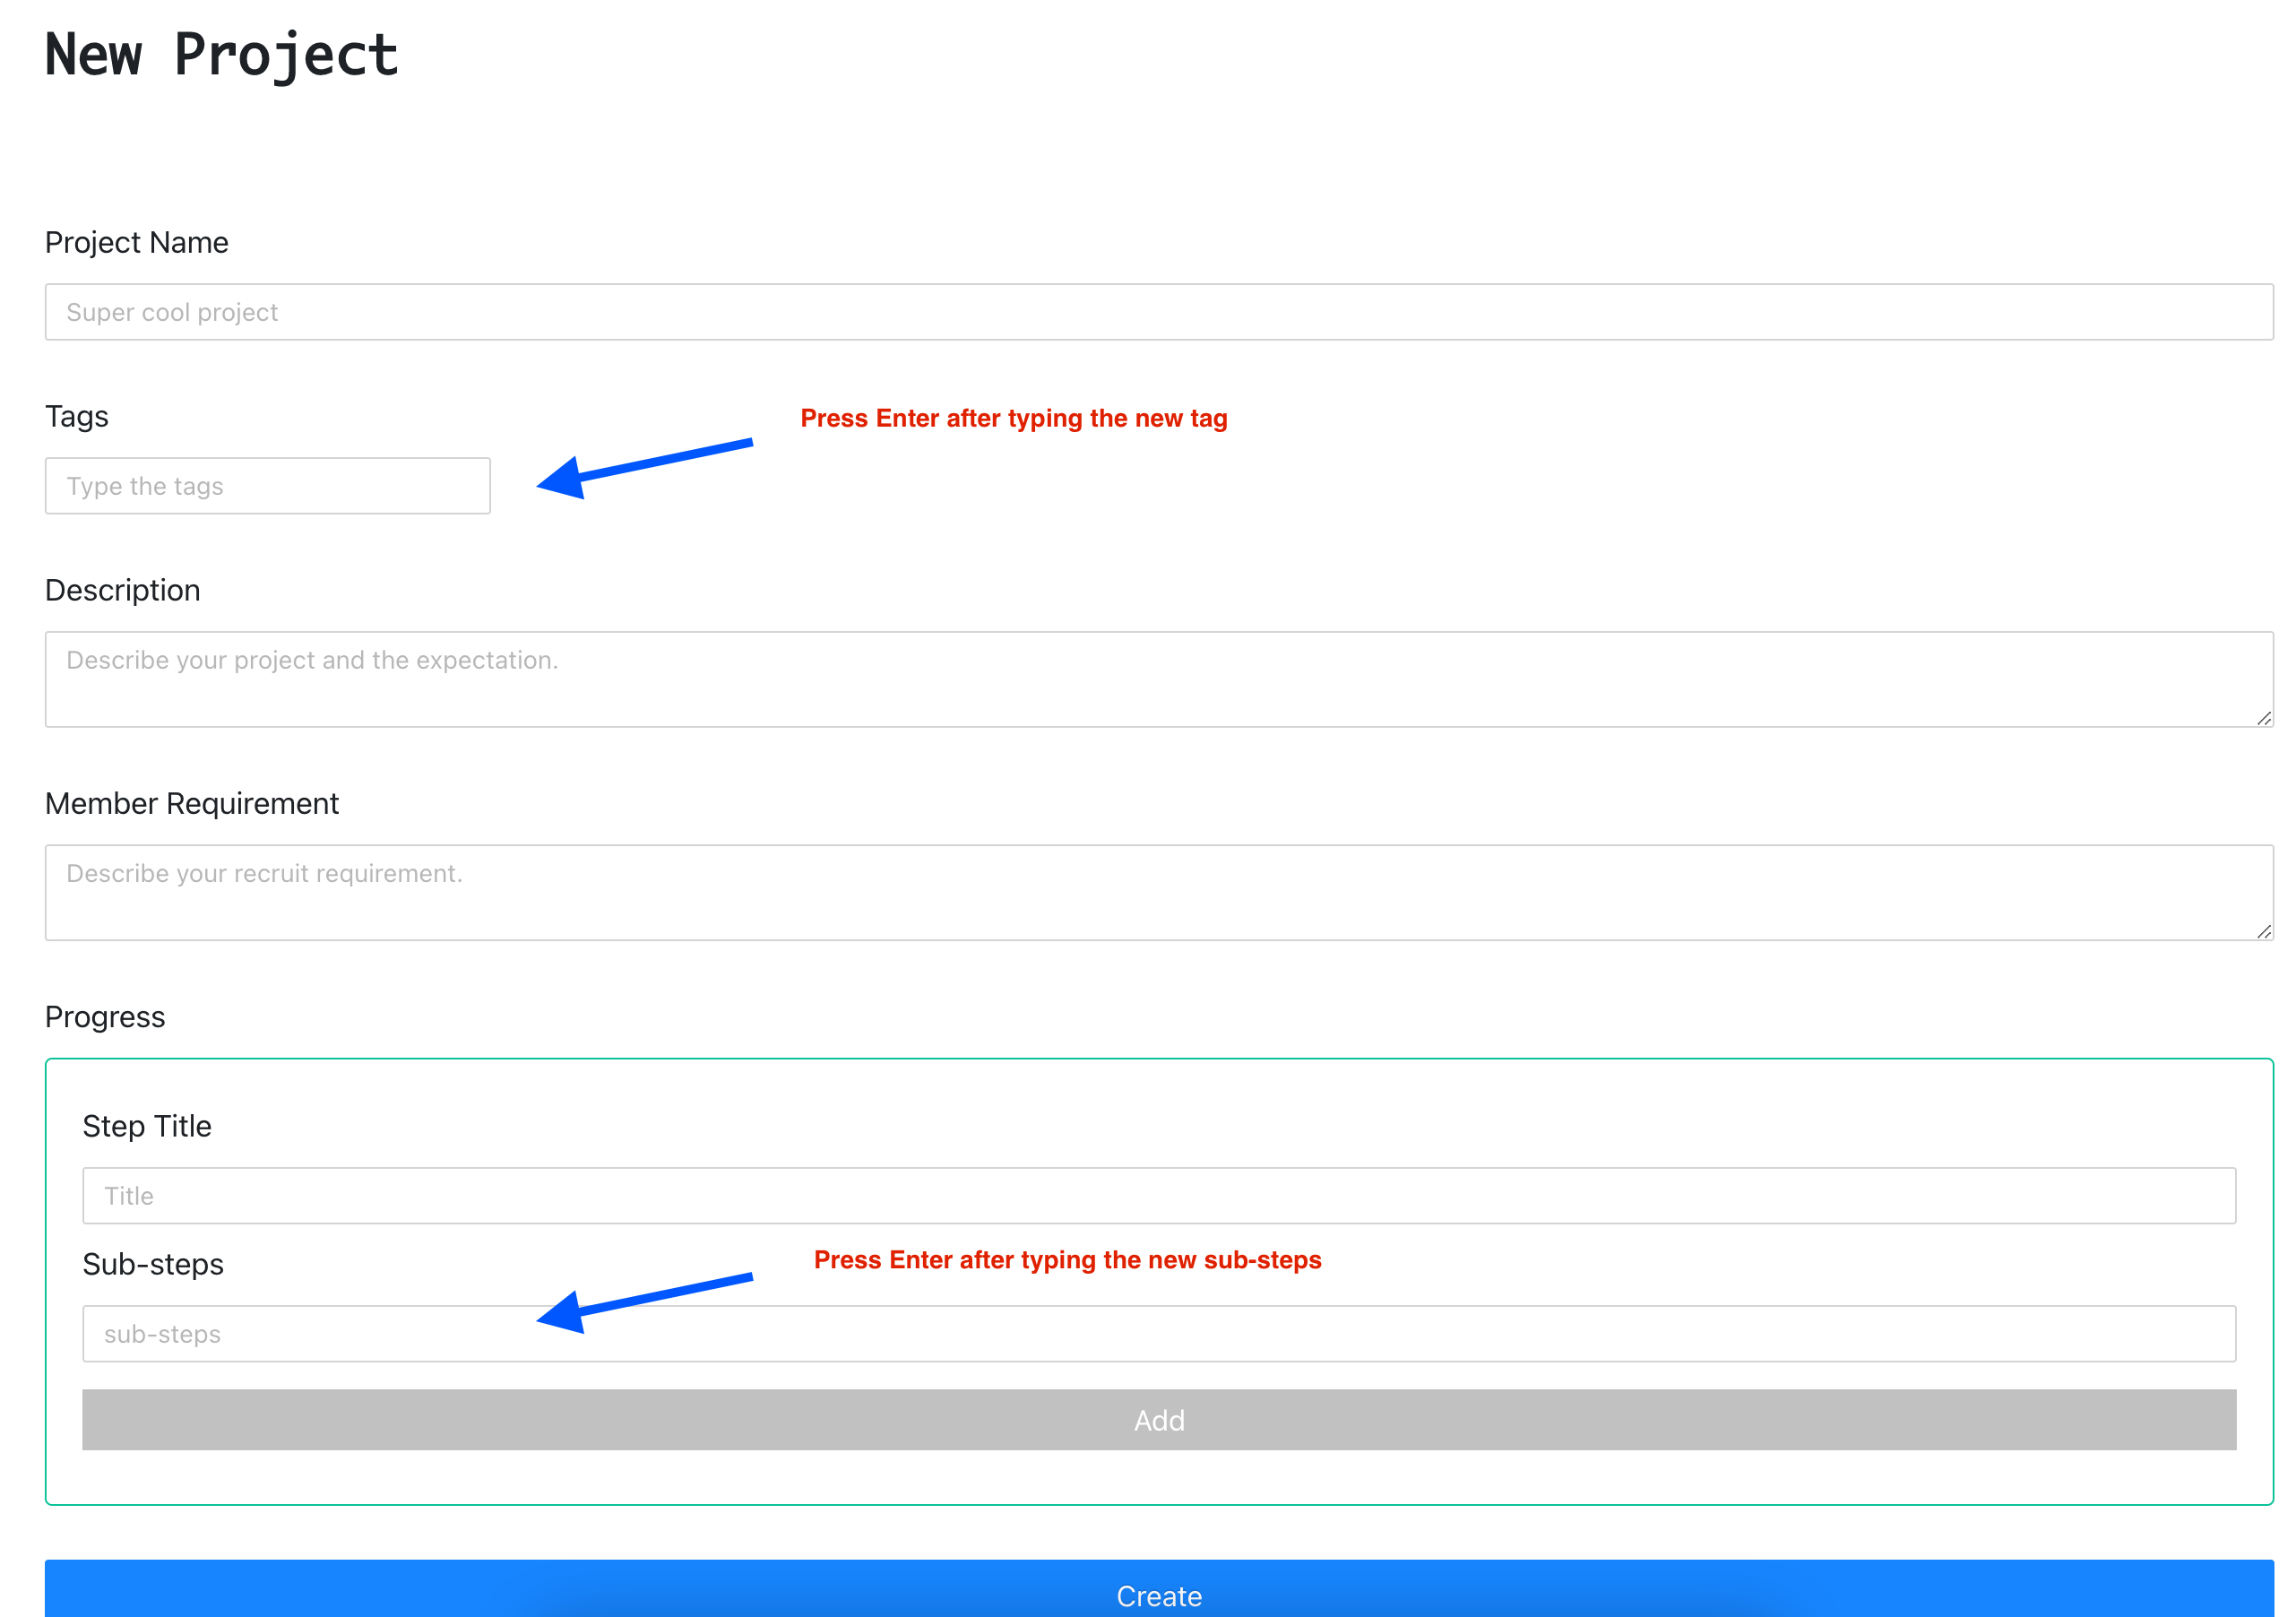 New Project
Project Name
Super cool project
Tags
Press Enter after typing the new tag
Type the tags
Description
Describe your project and the expectation.
Member Requirement
Describe your recruit requirement.
Progress
Step Title
Title
Sub-steps
Press Enter after typing the new sub-steps
sub-steps
Add
Create